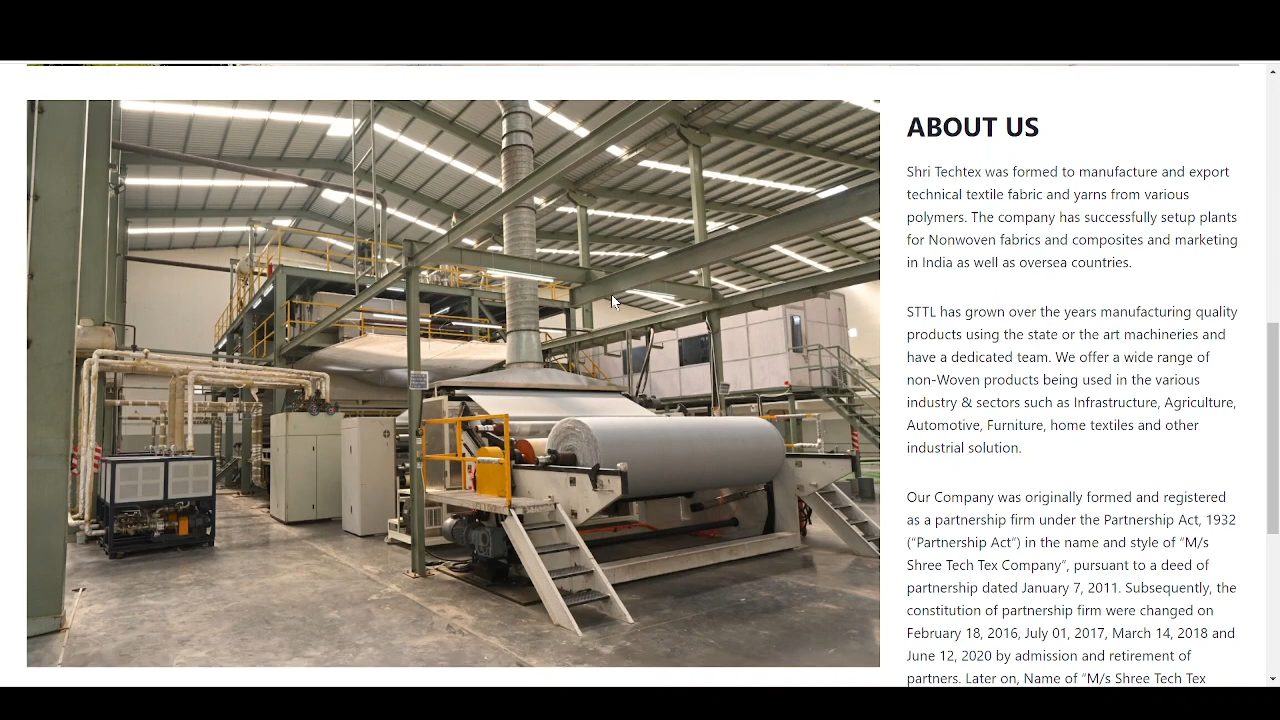 ABOUT US
Shri Techtex was formed to manufacture and export
technical textile fabric and yarns from various
polymers. The company has successfully setup plants
for Nonwoven fabrics and composites and marketing
in India as well as oversea countries.
STTL has grown over the years manufacturing quality
products using the state or the art machineries and
have a dedicated team. We offer a wide range of
non-Woven products being used in the various
industry & sectors such as Infrastructure, Agriculture,
Automotive, Furniture, home textiles and other
industrial solution.
Our Company was originally formed and registered
as a partnership firm under the Partnership Act, 1932
(“Partnership Act”) in the name and style of “M/s
Shree Tech Tex Company”, pursuant to a deed of
partnership dated January 7, 2011. Subsequently, the
constitution of partnership firm were changed on
February 18, 2016, July 01, 2017, March 14, 2018 and
June 12, 2020 by admission and retirement of
partners. Later on, Name of “M/s Shree Tech Tex